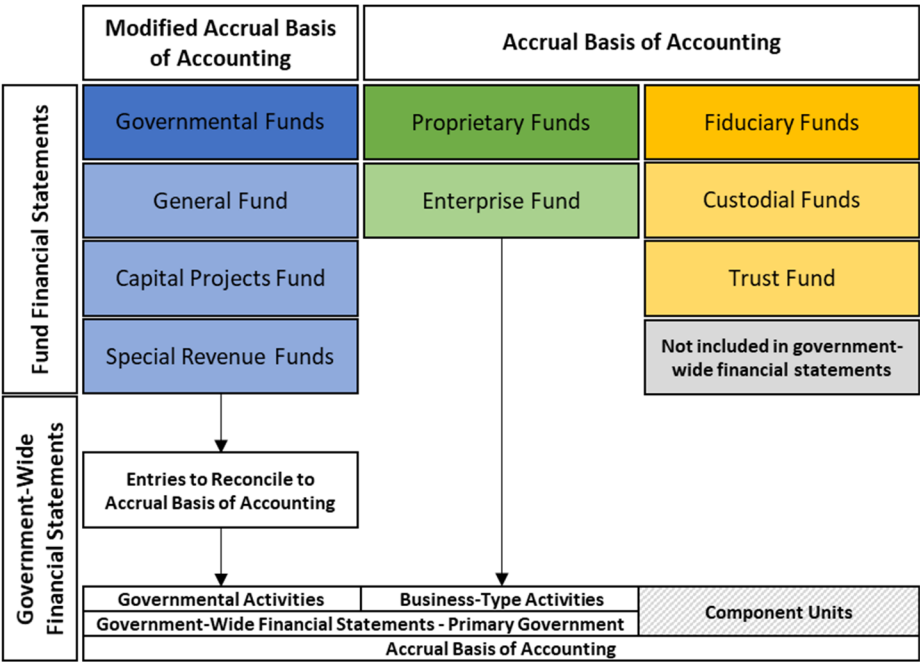 Modified Accrual Basis
of Accounting
Accrual Basis of Accounting
Fund Financial Statements
Governmental Funds
Proprietary Funds
Fiduciary Funds
General Fund
Enterprise Fund
Custodial Funds
Capital Projects Fund
Trust Fund
Special Revenue Funds
Not included in government-
wide financial statements
Government-Wide
Financial Statements
Entries to Reconcile to
Accrual Basis of Accounting
Governmental Activities
Business-Type Activities
Component Units
Government-Wide Financial Statements - Primary Government
Accrual Basis of Accounting